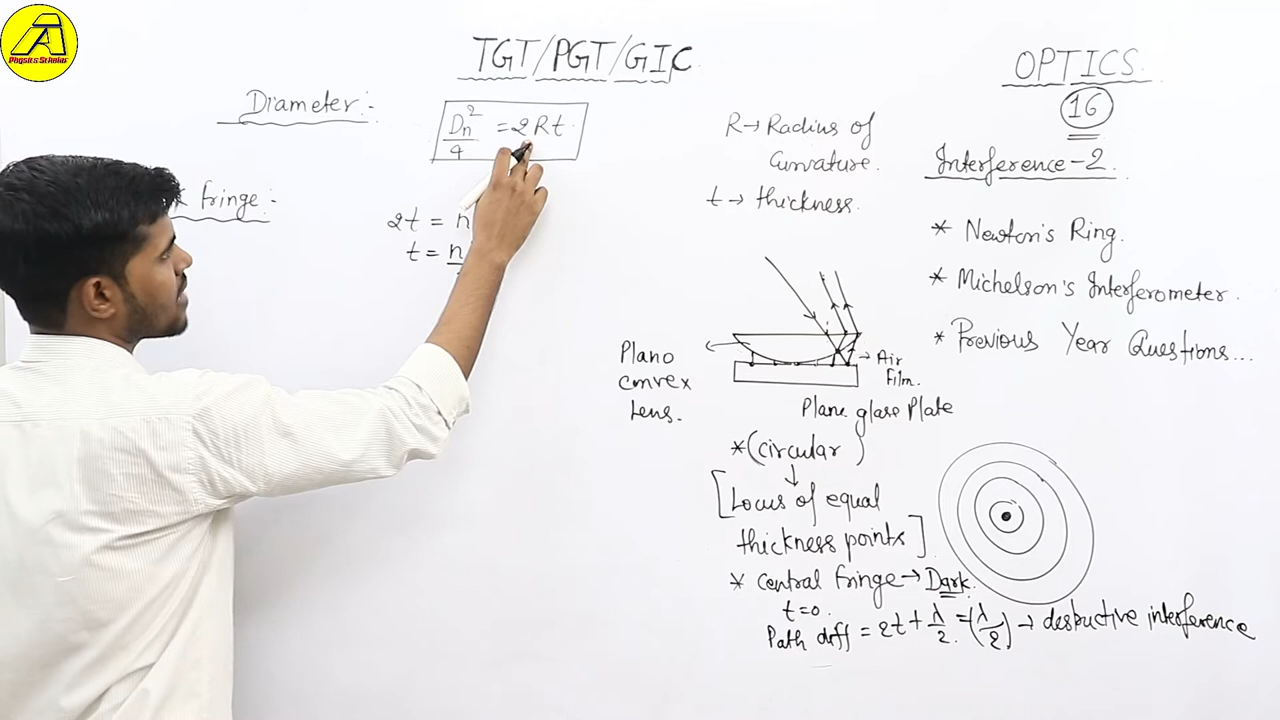 A
Physics Scholar
TGT/PGT/GIC
OPTICS
16
Diameter:-
Dn²/4 = 2Rt
R→ Radius of
Curvature.
t → thickness.
Interference-2
fringe:-
2t = n
t = n
* Newton's Ring.
* Michelson's Interferometer.
* Previous Year Questions...
Plano
convex
Lens.
→ Air
Film.
Plane glass Plate
*(circular)
↓
[Locus of equal
thickness points]
* Central fringe → Dark.
t=0.
Path diff = 2t + λ/2 = (λ/2) → destructive interference